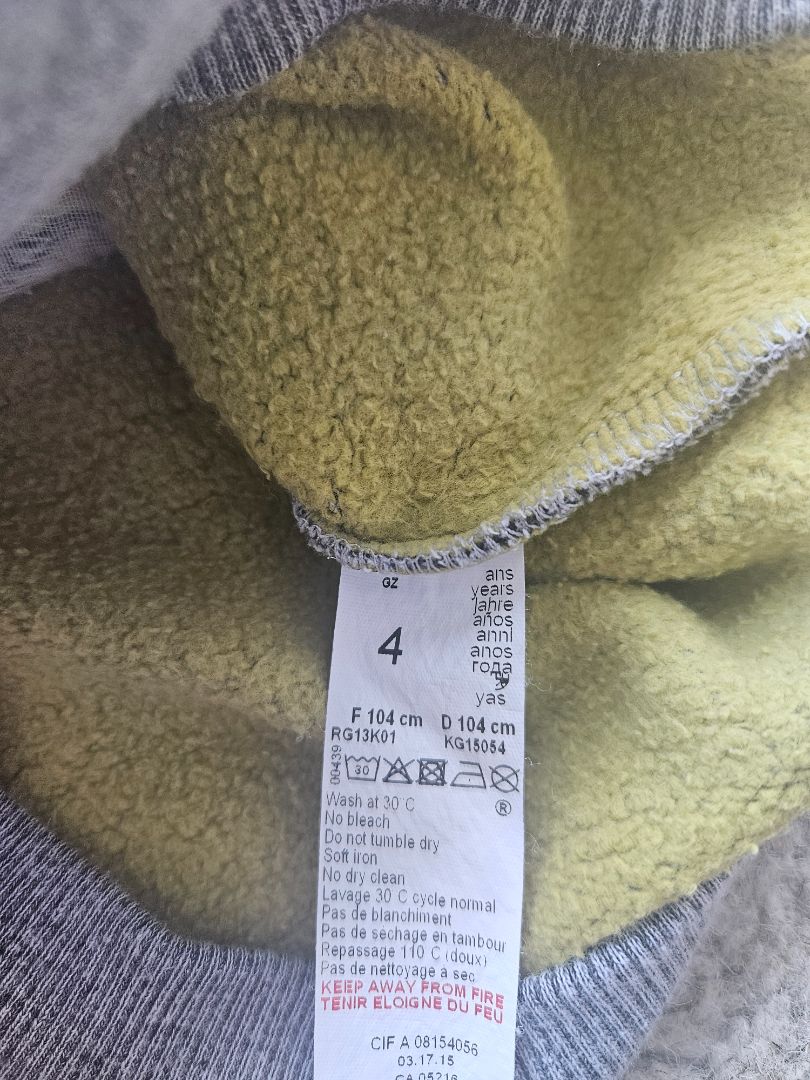 GZ
ans
years
Jahre
años
4
anni
anos
года
yas
F 104 cm D 104 cm
RG13K01 KG15054
00439
30
Wash at 30°C ®
No bleach
Do not tumble dry
Soft iron
No dry clean
Lavage 30 C cycle normal
Pas de blanchiment
Pas de sechage en tambour
Repassage 110 C (doux)
Pas de nettoyage à sec
KEEP AWAY FROM FIRE
TENIR ELOIGNE DU FEU
CIF A 08154056
03.17.15
CA 05216